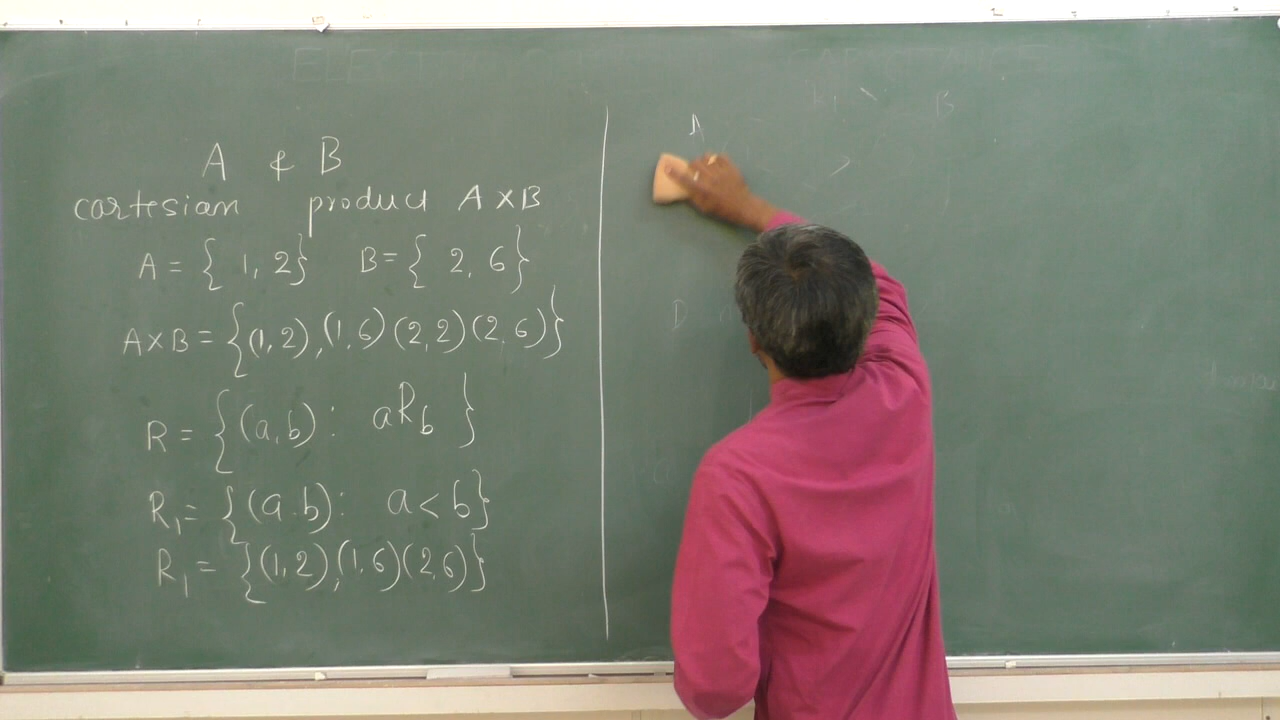 A & B
cartesian product A×B
A = { 1, 2} B = { 2, 6}
A×B = {(1,2),(1,6)(2,2)(2,6)}
R = {(a,b): aRb }
R₁ = {(a.b): a < b}
R₁ = {(1,2),(1,6)(2,6)}
A
B
D